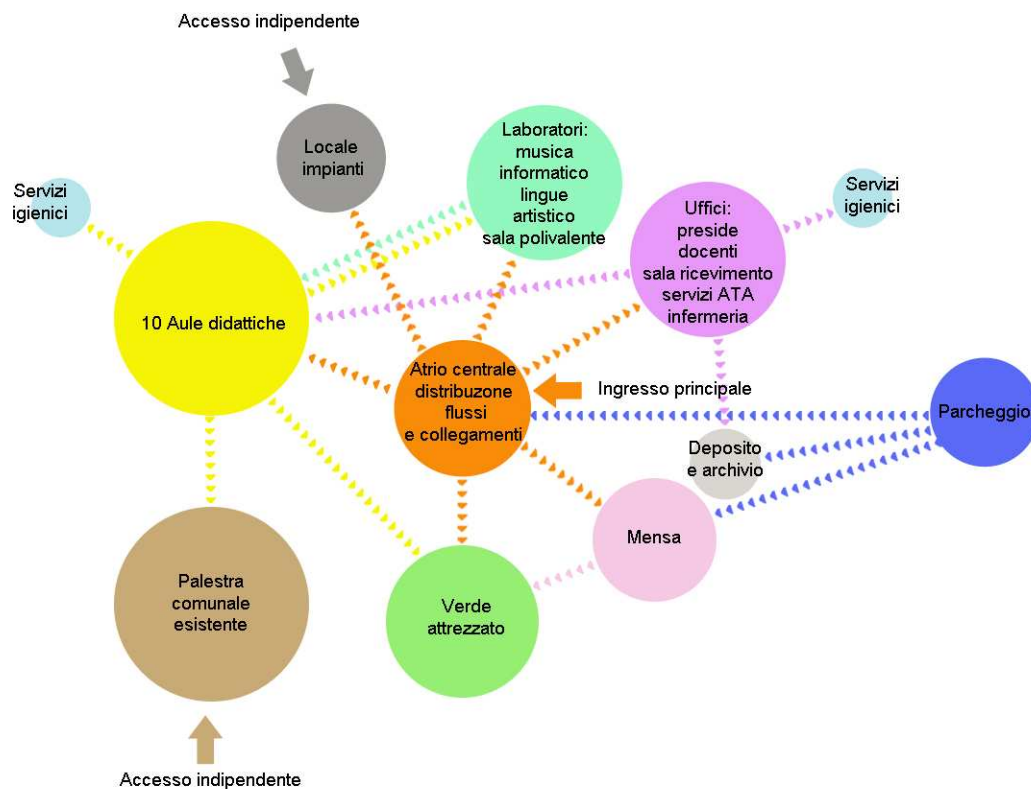 Accesso indipendente
Locale
impianti
Laboratori:
musica
informatico
lingue
artistico
sala polivalente
Servizi
igienici
Servizi
igienici
Uffici:
preside
docenti
sala ricevimento
servizi ATA
infermeria
10 Aule didattiche
Atrio centrale
distribuzone
flussi
e collegamenti
Ingresso principale
Parcheggio
Deposito
e archivio
Mensa
Palestra
comunale
esistente
Verde
attrezzato
Accesso indipendente